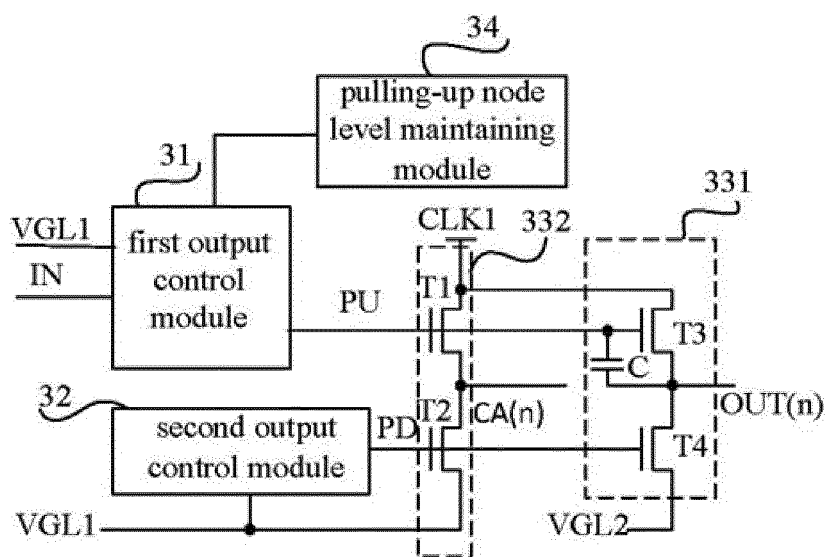 34
pulling-up node
level maintaining
module
31
VGL1
IN
first output
control
module
CLK1
332
331
T1
PU
T3
C
32
second output
control module
PD
T2
CA(n)
OUT(n)
T4
VGL1
VGL2